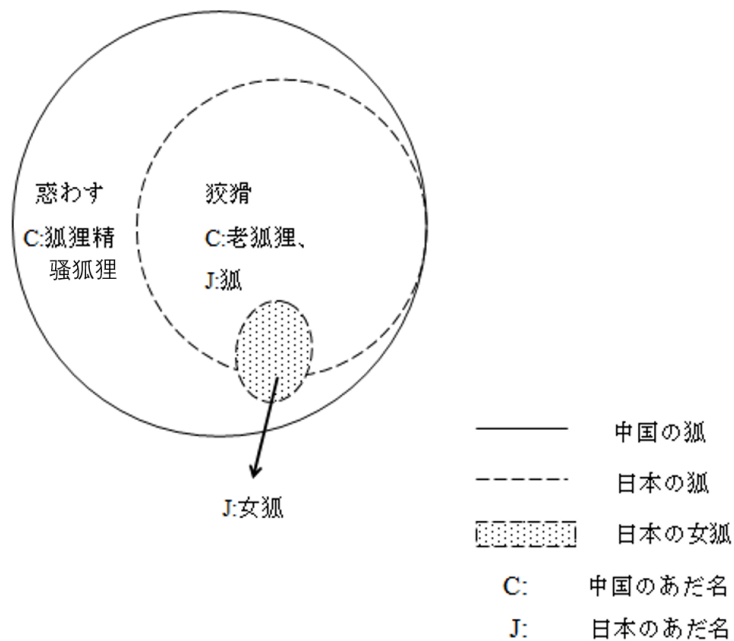 惑わす
C:狐狸精
騷狐狸
狡猾
C:老狐狸、
J:狐
J:女狐
中国の狐
日本の狐
日本の女狐
C: 中国のあだ名
J: 日本のあだ名